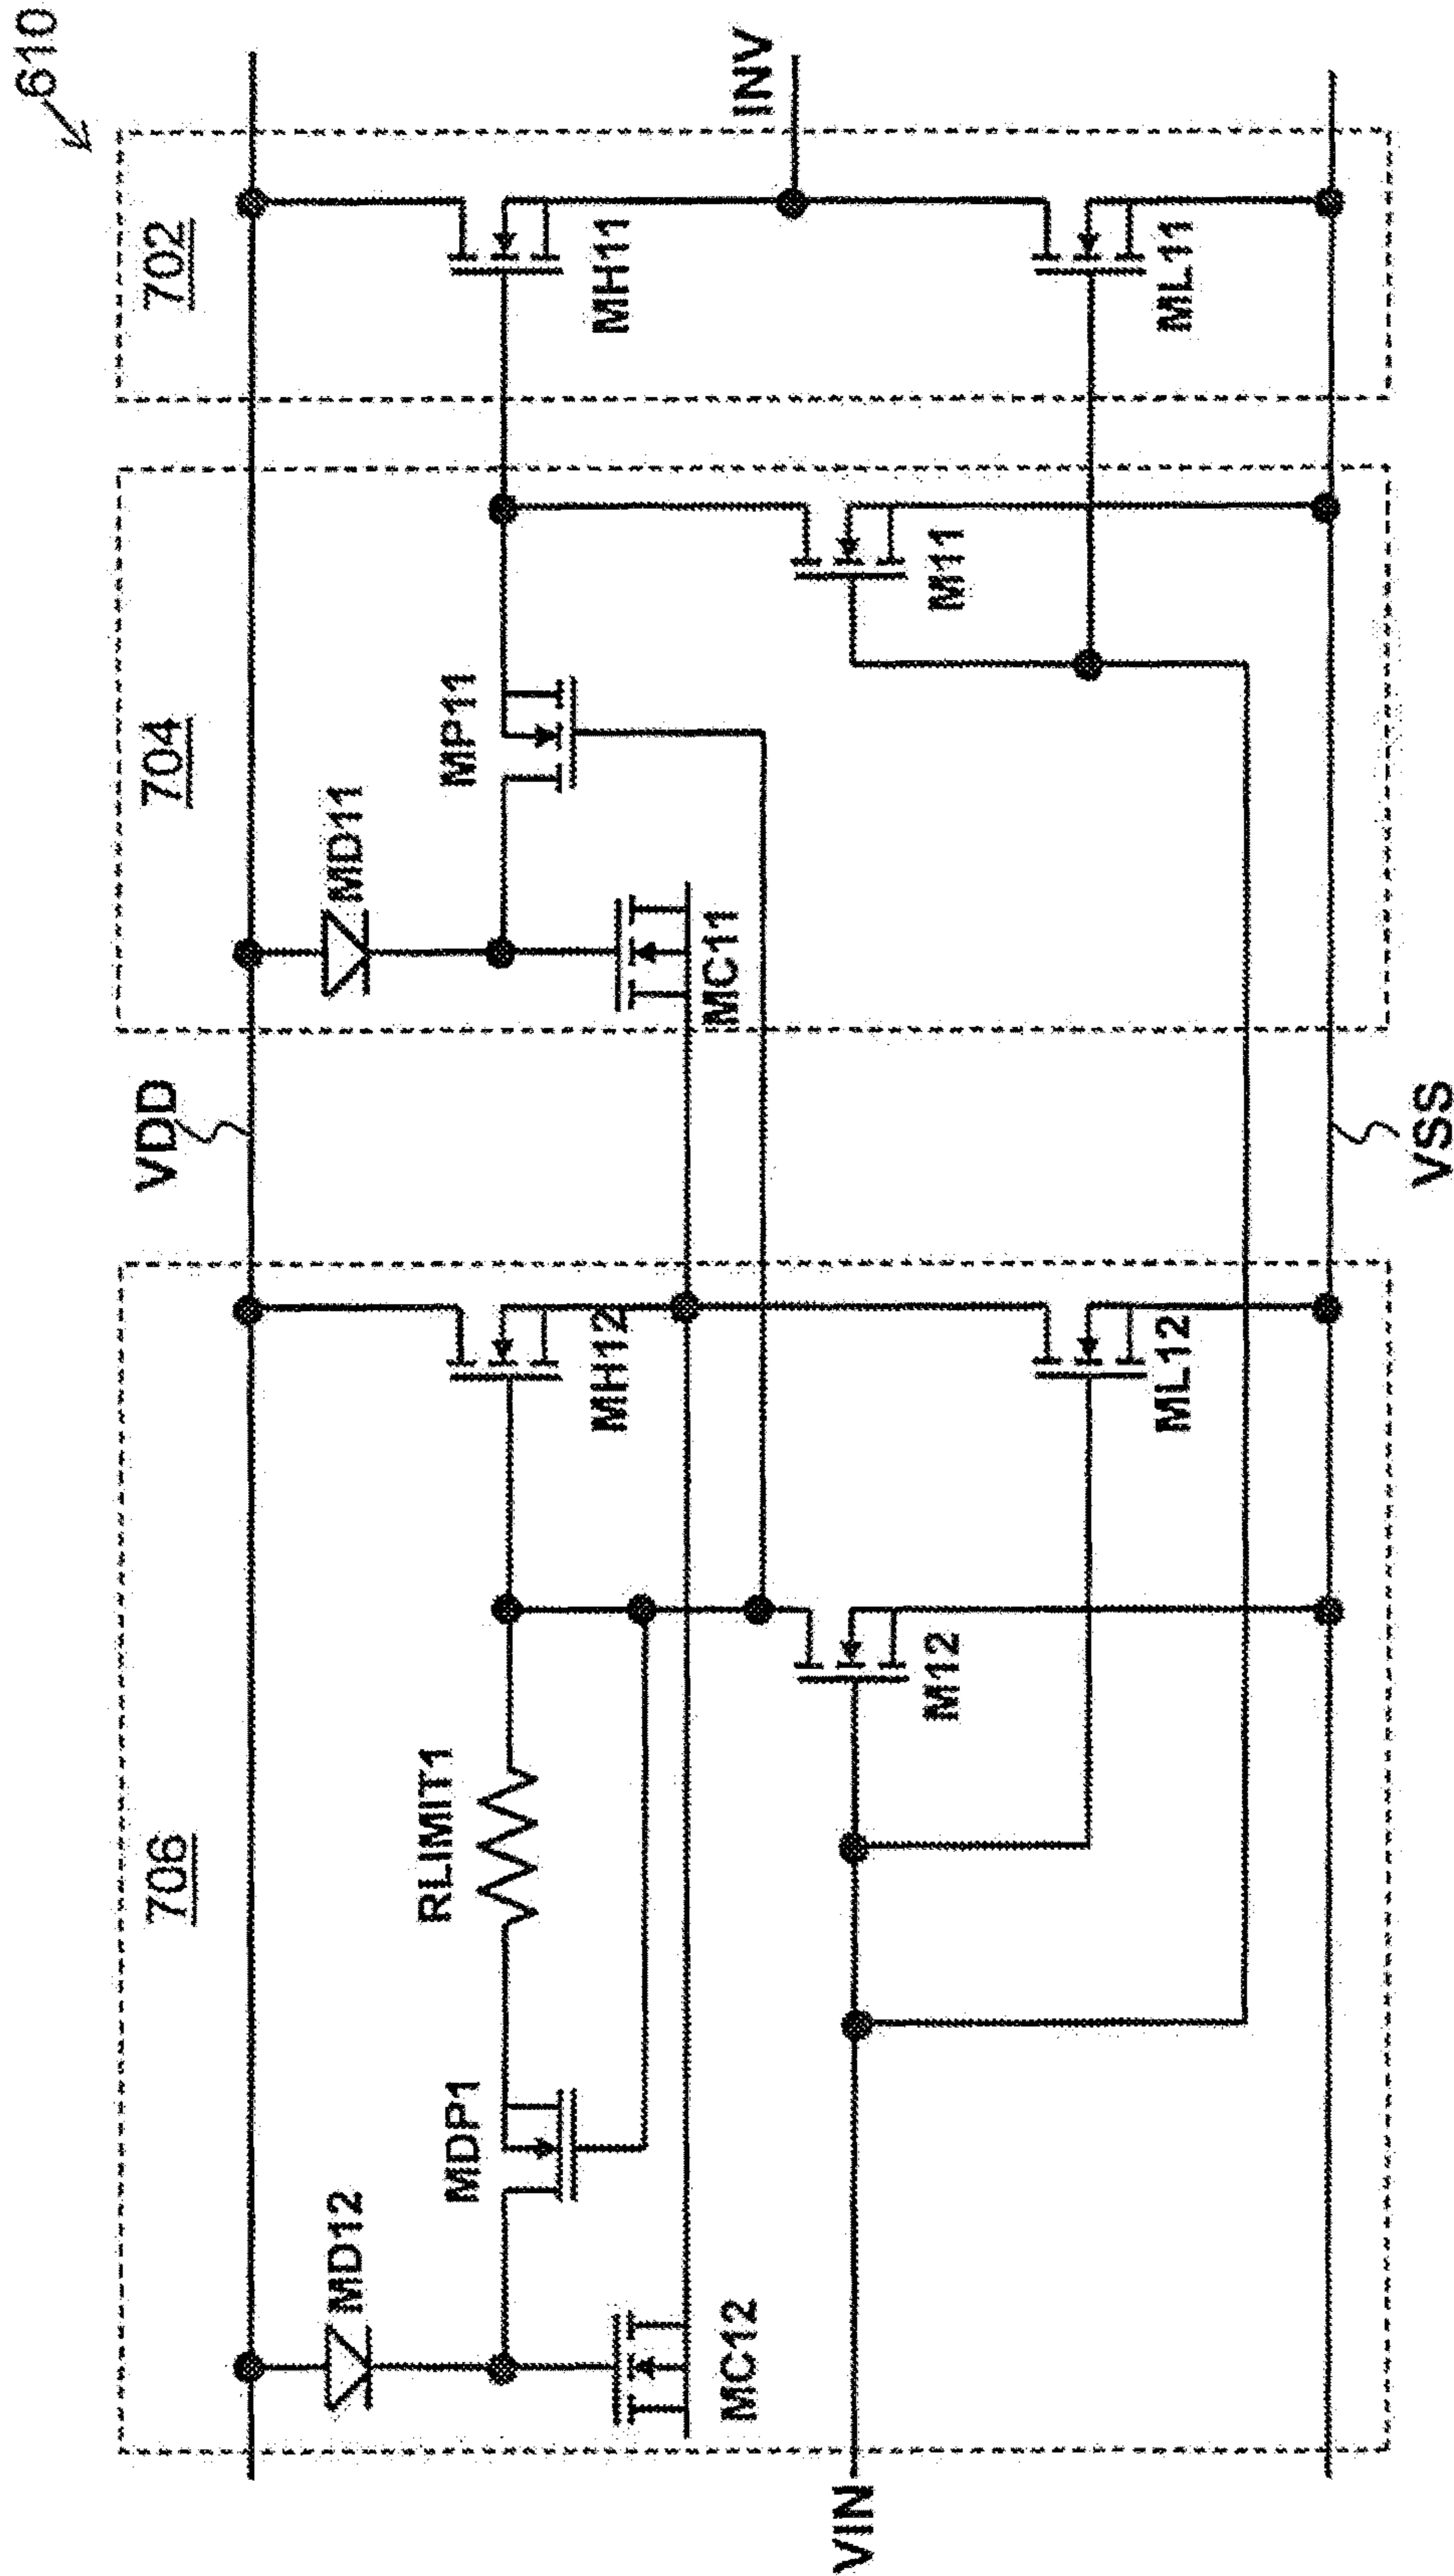 610
706
704
702
VDD
MD12
MD11
MDP1
RLIMIT1
MP11
MH12
MH11
INV
MC12
MC11
VIN
M12
M11
ML12
ML11
VSS